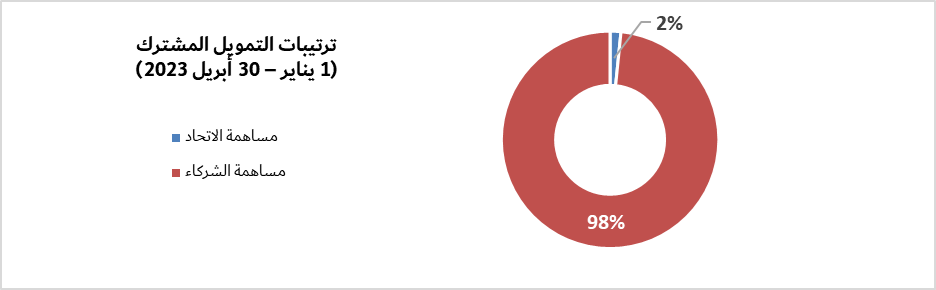 ترتيبات التمويل المشترك
(1 يناير – 30 أبريل 2023)
مساهمة الاتحاد
مساهمة الشركاء
2%
98%